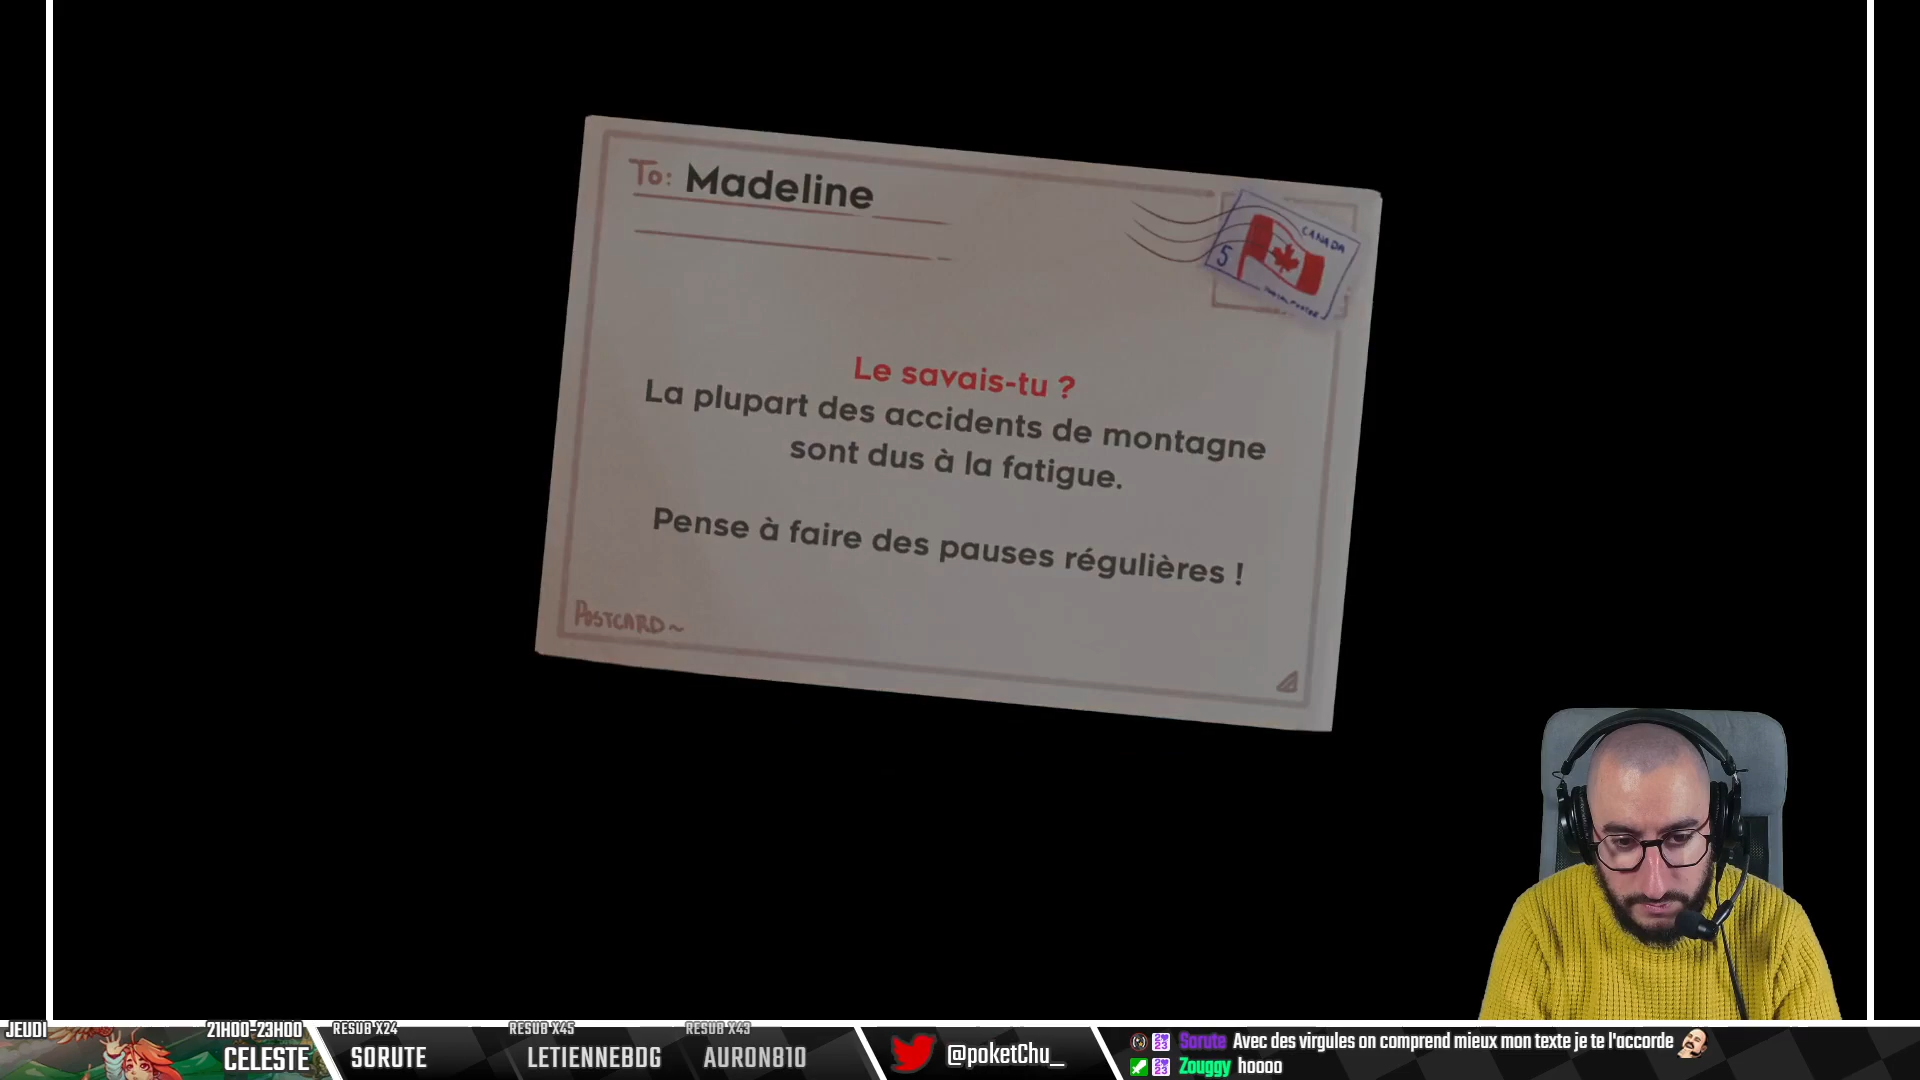 To: Madeline
CANADA
5
Le savais-tu ?
La plupart des accidents de montagne
sont dus à la fatigue.
Pense à faire des pauses régulières !
POSTCARD~
JEUDI
21H00-23H00
CELESTE
RESUB X24
SORUTE
RESUB X45
LETIENNEBDG
RESUB X43
AURON810
@poketChu_
Sorute Avec des virgules on comprend mieux mon texte je te l'accorde
Zouggy hoooo